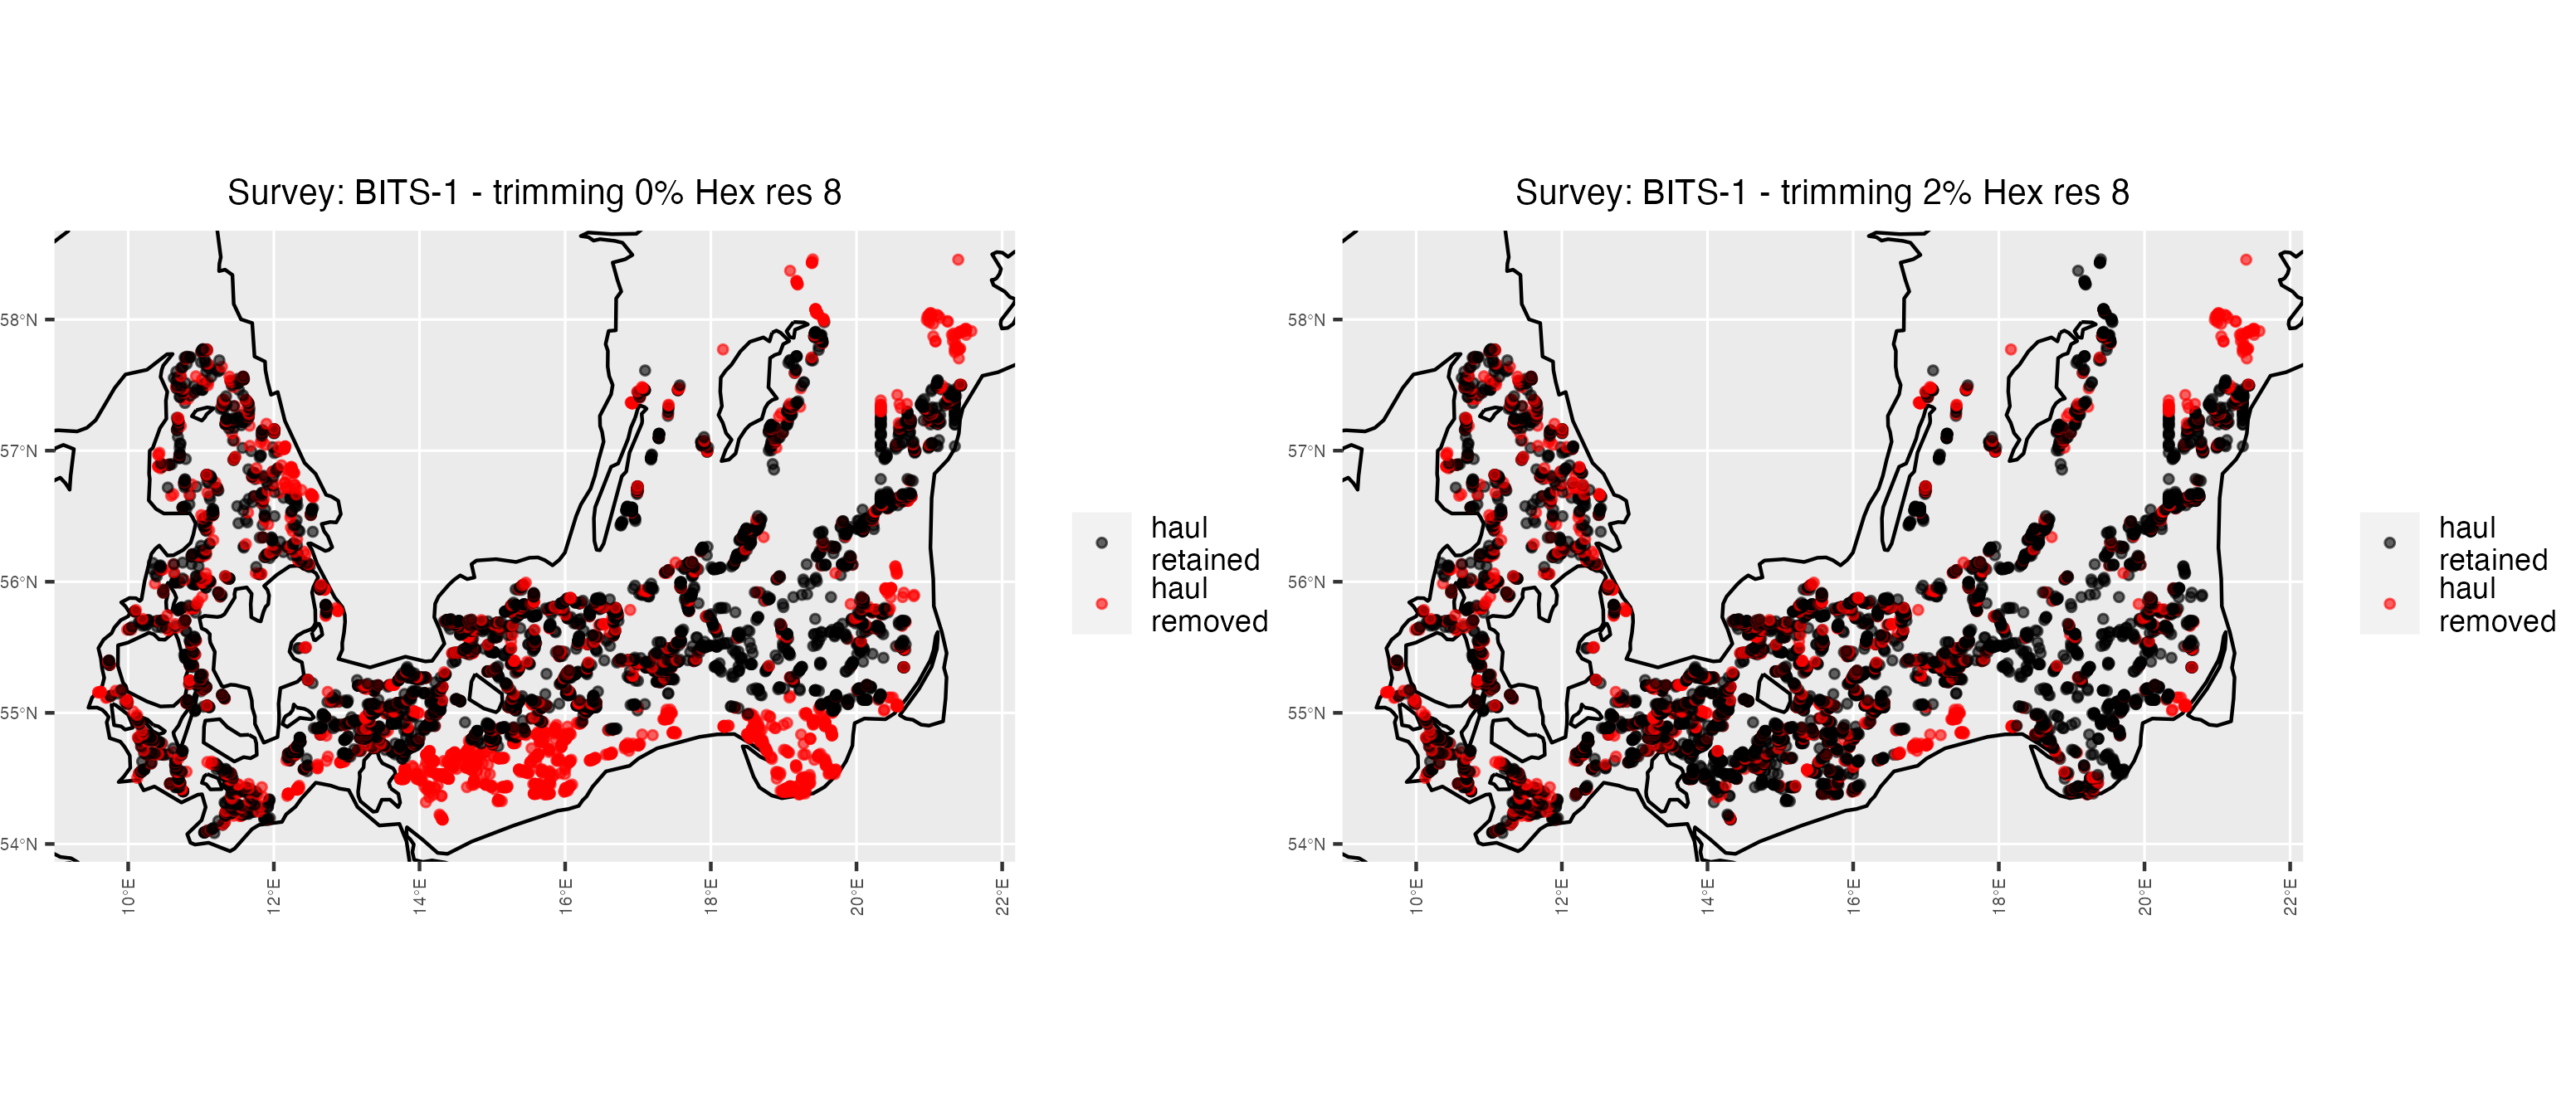 Survey: BITS-1 - trimming 0% Hex res 8
58°N
57°N
56°N
55°N
54°N
10°E
12°E
14°E
16°E
18°E
20°E
22°E
haul
retained
haul
removed
Survey: BITS-1 - trimming 2% Hex res 8
58°N
57°N
56°N
55°N
54°N
10°E
12°E
14°E
16°E
18°E
20°E
22°E
haul
retained
haul
removed